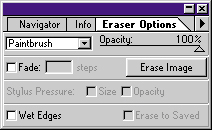 Navigator Info Eraser Options
Paintbrush Opacity: 100%
Fade: steps Erase Image
Stylus Pressure: Size Opacity
Wet Edges Erase to Saved